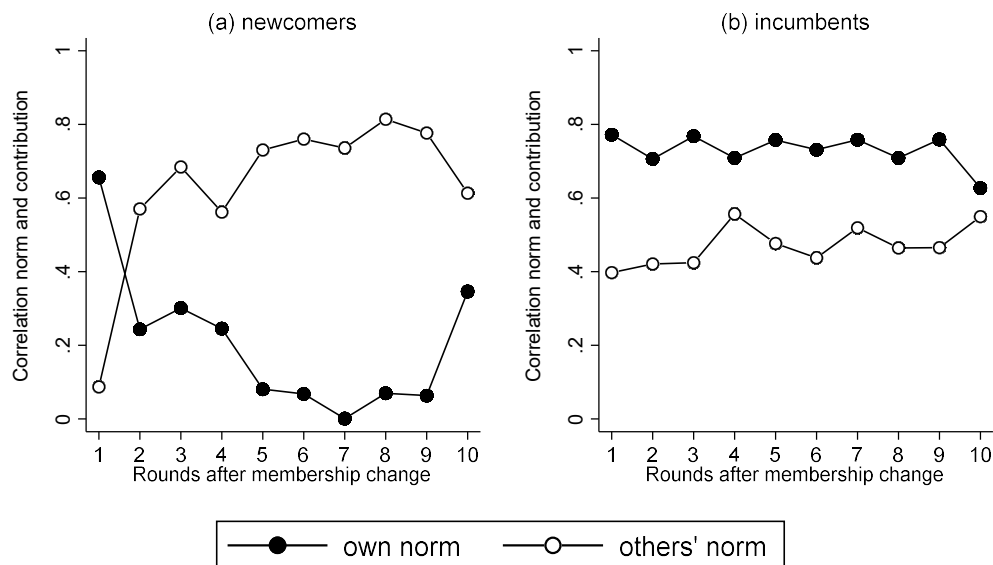 (a) newcomers
(b) incumbents
Correlation norm and contribution
0 .2 .4 .6 .8 1
1 2 3 4 5 6 7 8 9 10
Rounds after membership change
Correlation norm and contribution
0 .2 .4 .6 .8 1
1 2 3 4 5 6 7 8 9 10
Rounds after membership change
own norm others' norm